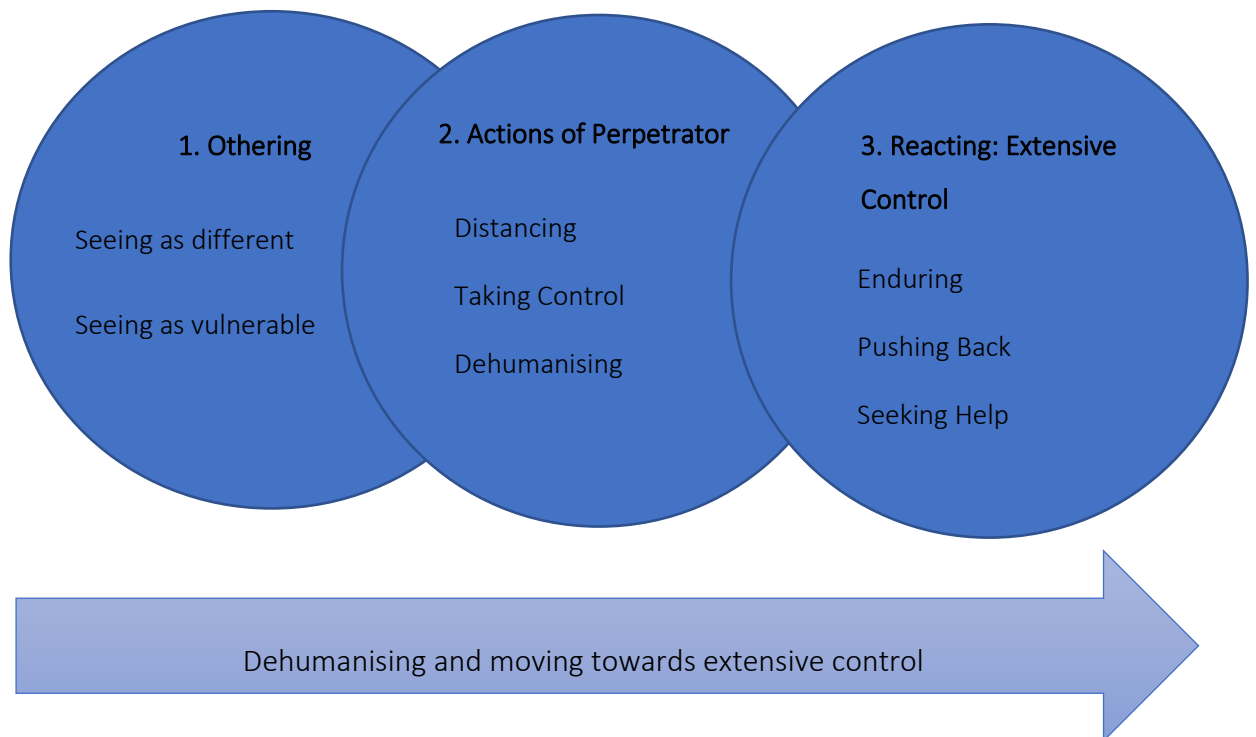 1. Othering
Seeing as different
Seeing as vulnerable
2. Actions of Perpetrator
Distancing
Taking Control
Dehumanising
3. Reacting: Extensive
Control
Enduring
Pushing Back
Seeking Help
Dehumanising and moving towards extensive control